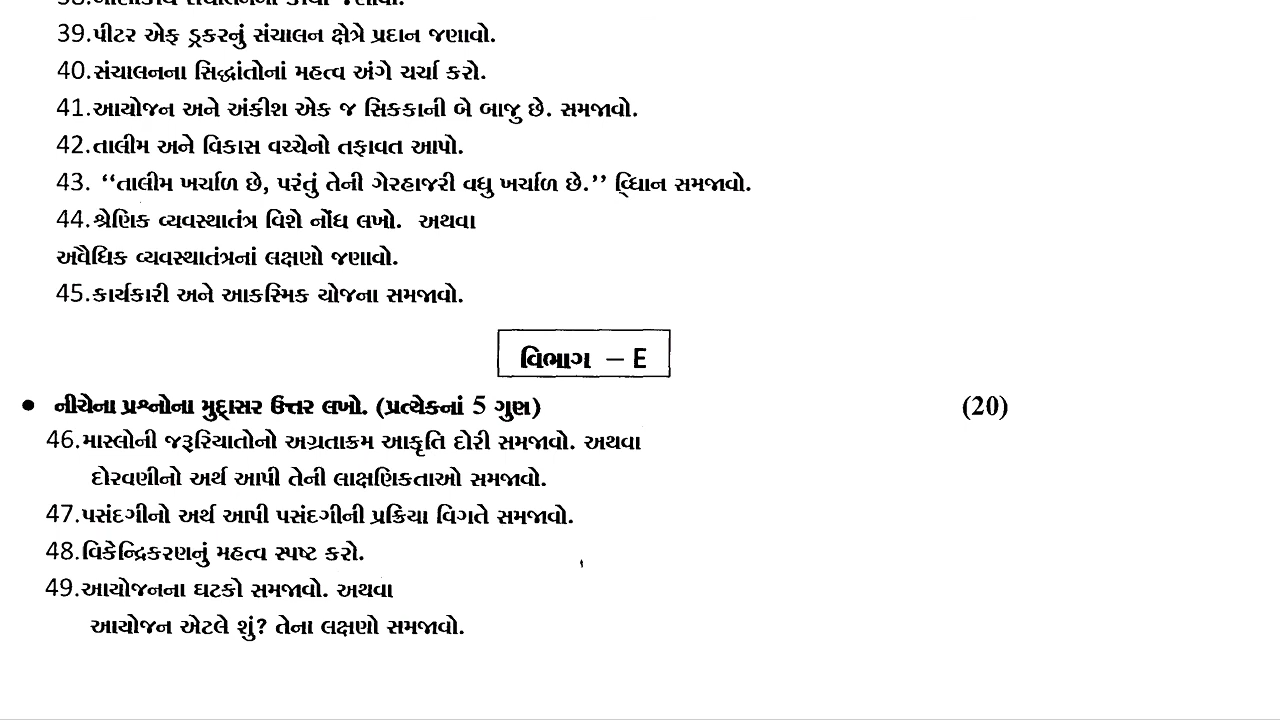 39.પીટર એફ ડ્રકરનું સંચાલન ક્ષેત્રે પ્રદાન જણાવો.
40.સંચાલનના સિદ્ધાંતોનાં મહત્વ અંગે ચર્ચા કરો.
41.આયોજન અને અંકીશ એક જ સિકકાની બે બાજુ છે. સમજાવો.
42.તાલીમ અને વિકાસ વચ્ચેનો તફાવત આપો.
43. ‘‘તાલીમ ખર્ચાળ છે, પરંતું તેની ગેરહાજરી વધુ ખર્ચાળ છે.’’ સમજાવો.
44.શ્રેણિક વ્યવસ્થાતંત્ર વિશે નોંધ લખો. અથવા
અવૈધિક વ્યવસ્થાતંત્રનાં લક્ષણો જણાવો.
45.કાર્યકારી અને આકસ્મિક યોજના સમજાવો.
વિભાગ – E
• નીચેના પ્રશ્નોના મુદ્દાસર ઉત્તર લખો. (પ્રત્યેકનાં 5 ગુણ) (20)
46.માસ્લોની જરૂરિયાતોનો અગ્રતાક્રમ આકૃતિ દોરી સમજાવો. અથવા
દોરવણીનો અર્થ આપી તેની લાક્ષણિકતાઓ સમજાવો.
47.પસંદગીનો અર્થ આપી પસંદગીની પ્રક્રિયા વિગતે સમજાવો.
48.વિકેન્દ્રિકરણનું મહત્વ સ્પષ્ટ કરો.
49.આયોજનના ઘટકો સમજાવો. અથવા
આયોજન એટલે શું? તેના લક્ષણો સમજાવો.